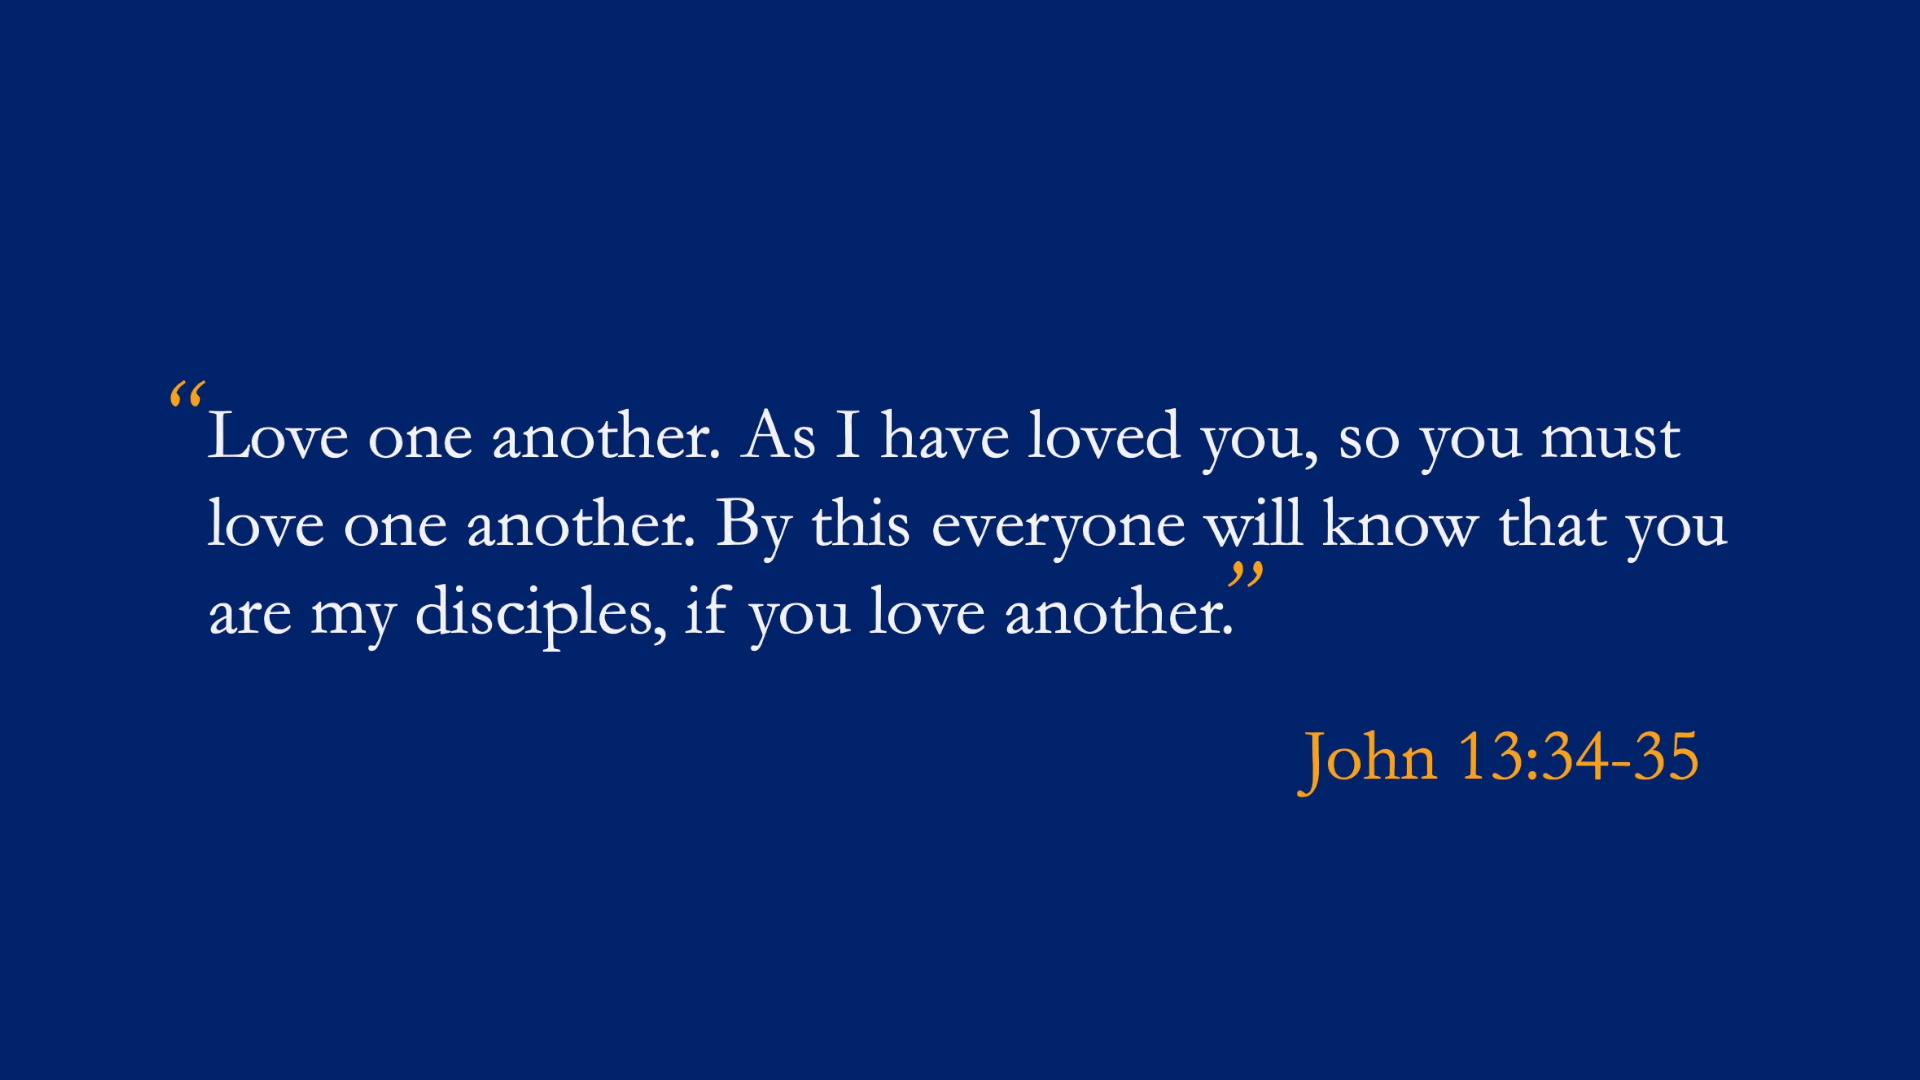 “Love one another. As I have loved you, so you must
love one another. By this everyone will know that you
are my disciples, if you love another.”
John 13:34-35